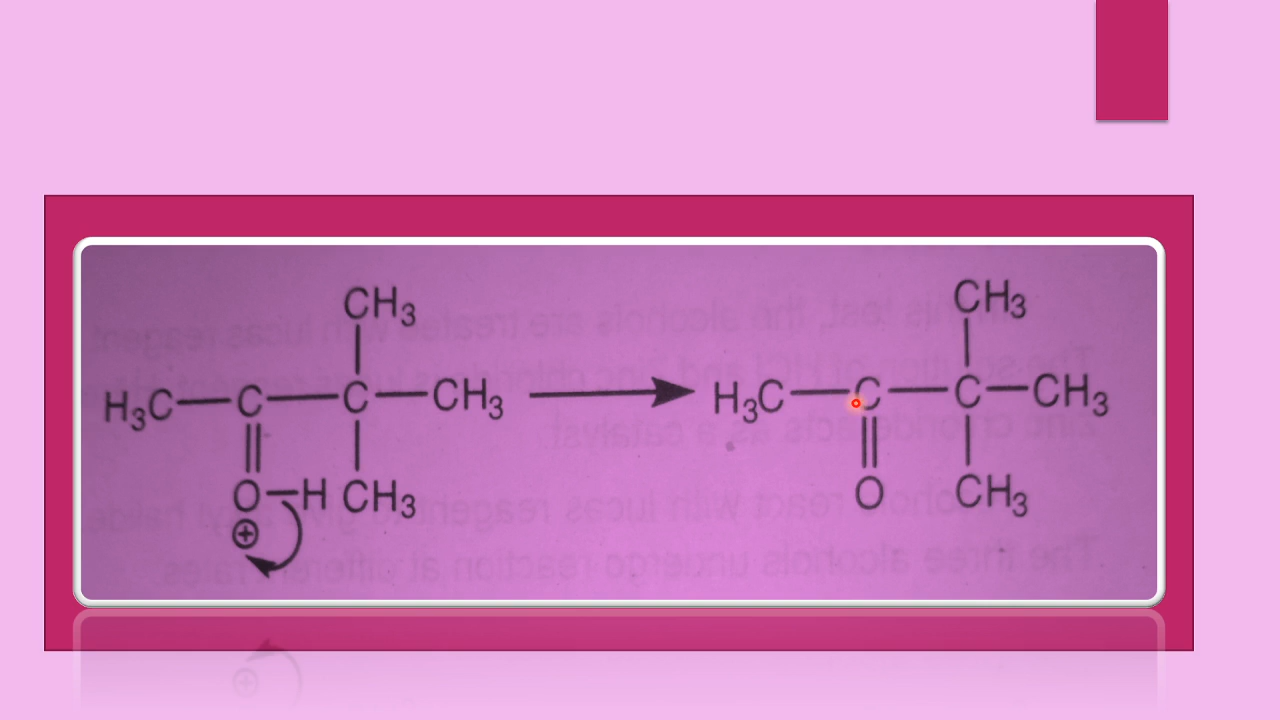 CH₃ CH₃
H₃C—C—C—CH₃ → H₃C—C—C—CH₃
O—H CH₃ O CH₃
⊕